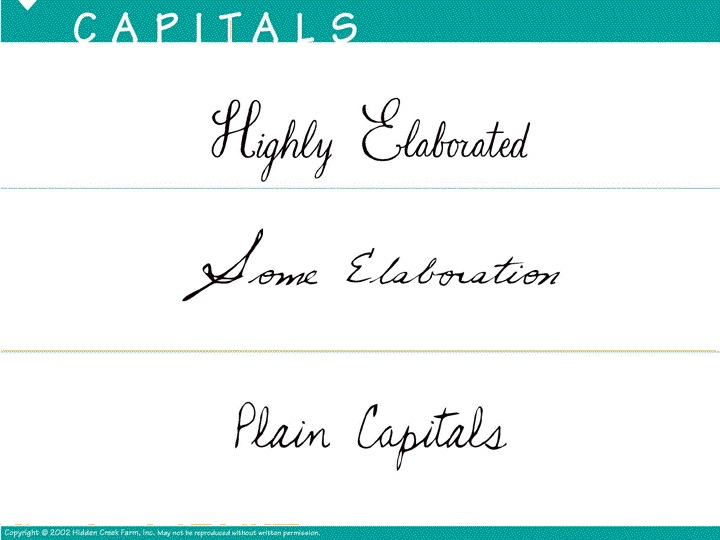 CAPITALS
Highly Elaborated
Some Elaboration
Plain Capitals
Copyright © 2002 Hidden Creek Farm, Inc. May not be reproduced without written permission.